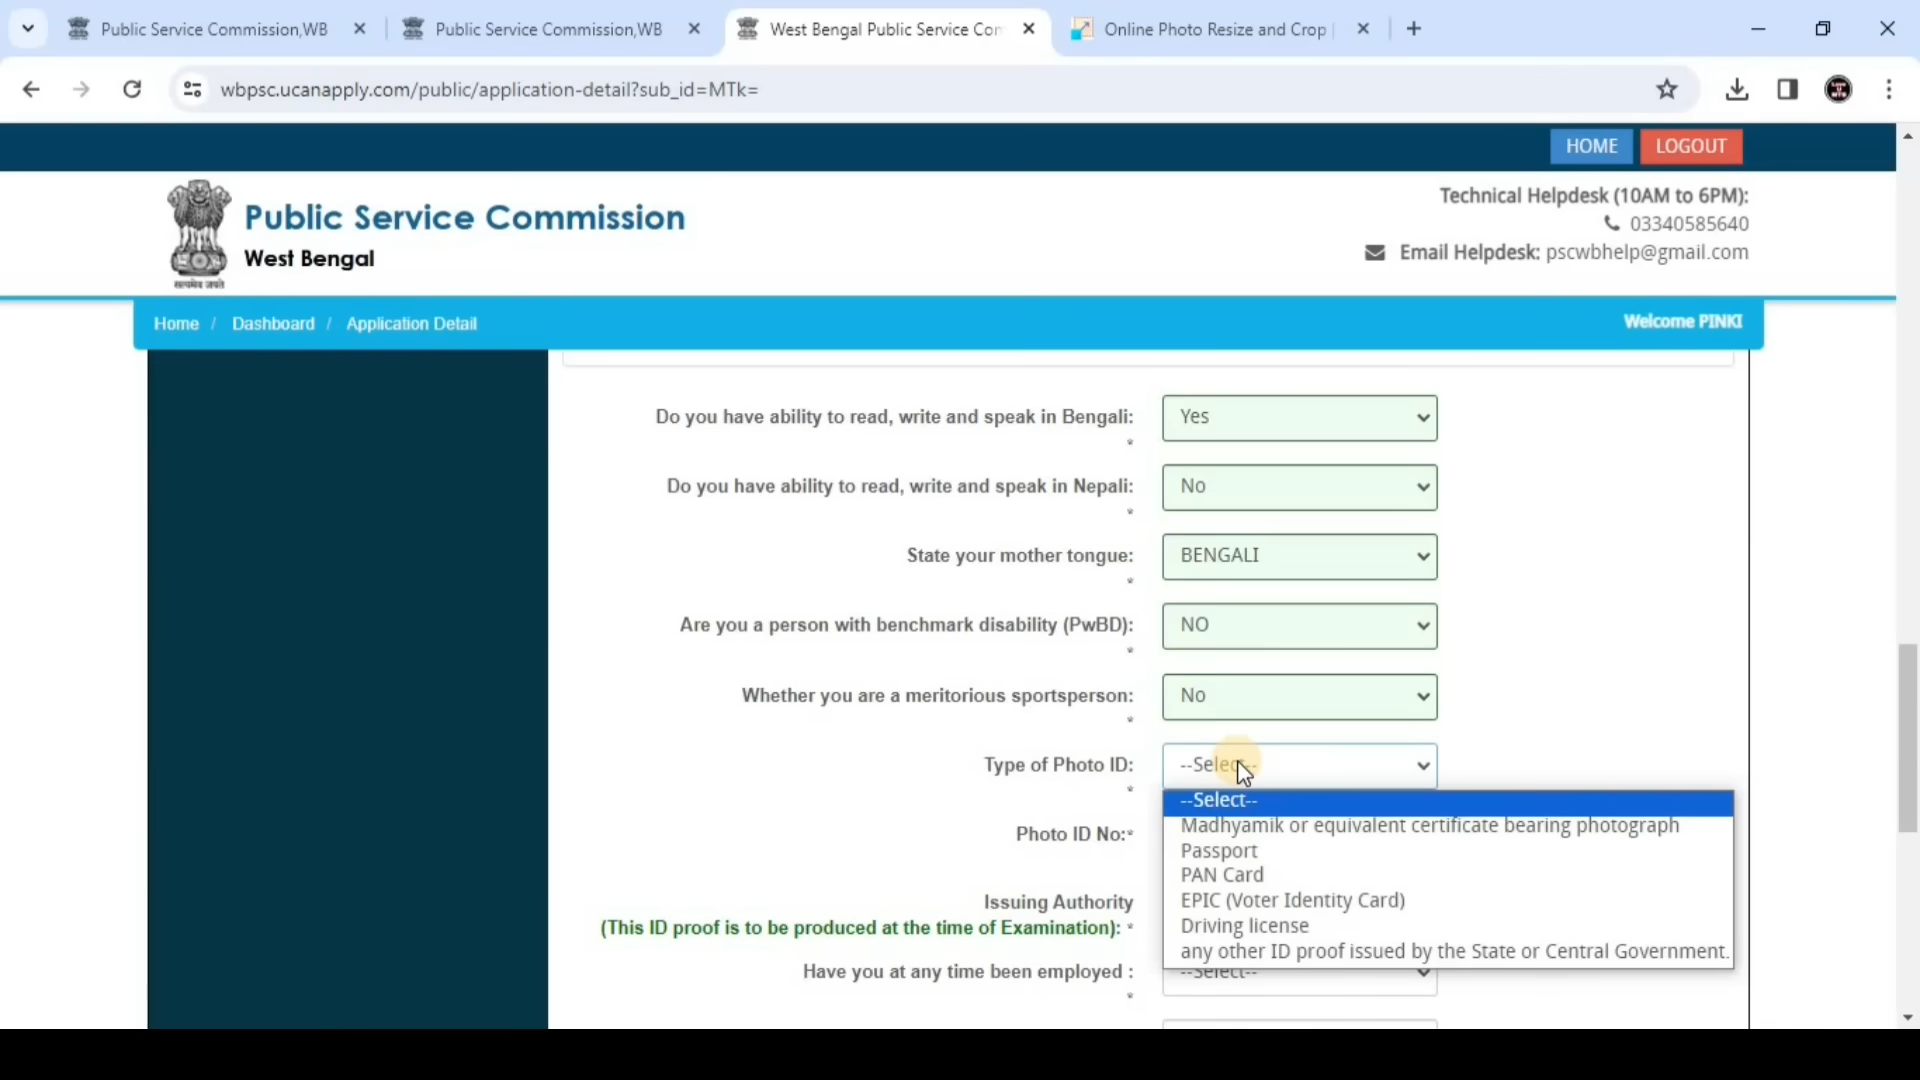 Public Service Commission,WB
Public Service Commission,WB
West Bengal Public Service Com
Online Photo Resize and Crop
wbpsc.ucanapply.com/public/application-detail?sub_id=MTk=
HOME LOGOUT
Public Service Commission
West Bengal
सत्यमेव जयते
Technical Helpdesk (10AM to 6PM):
03340585640
Email Helpdesk: pscwbhelp@gmail.com
Home / Dashboard / Application Detail
Welcome PINKI
Do you have ability to read, write and speak in Bengali: Yes
*
Do you have ability to read, write and speak in Nepali: No
*
State your mother tongue: BENGALI
*
Are you a person with benchmark disability (PwBD): NO
*
Whether you are a meritorious sportsperson: No
*
Type of Photo ID: --Select--
*
--Select--
Madhyamik or equivalent certificate bearing photograph
Passport
PAN Card
EPIC (Voter Identity Card)
Driving license
any other ID proof issued by the State or Central Government.
Photo ID No:*
Issuing Authority
(This ID proof is to be produced at the time of Examination): *
Have you at any time been employed : --Select--
*